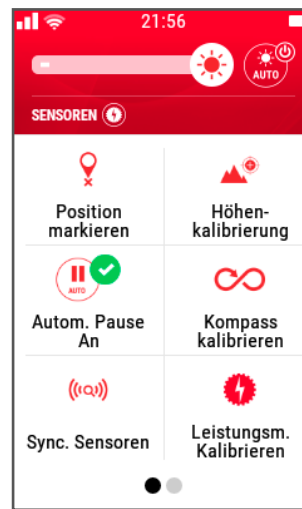 21:56
AUTO
SENSOREN
Position
markieren
Höhen-
kalibrierung
AUTO
Autom. Pause
An
Kompass
kalibrieren
Sync. Sensoren
Leistungsm.
Kalibrieren